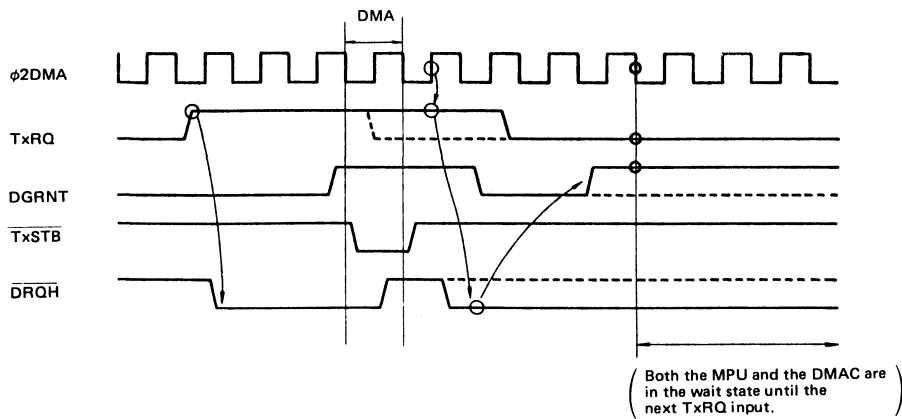 DMA
ϕ2DMA
TxRQ
DGRNT
TxSTB
DRQH
( Both the MPU and the DMAC are
in the wait state until the
next TxRQ input. )